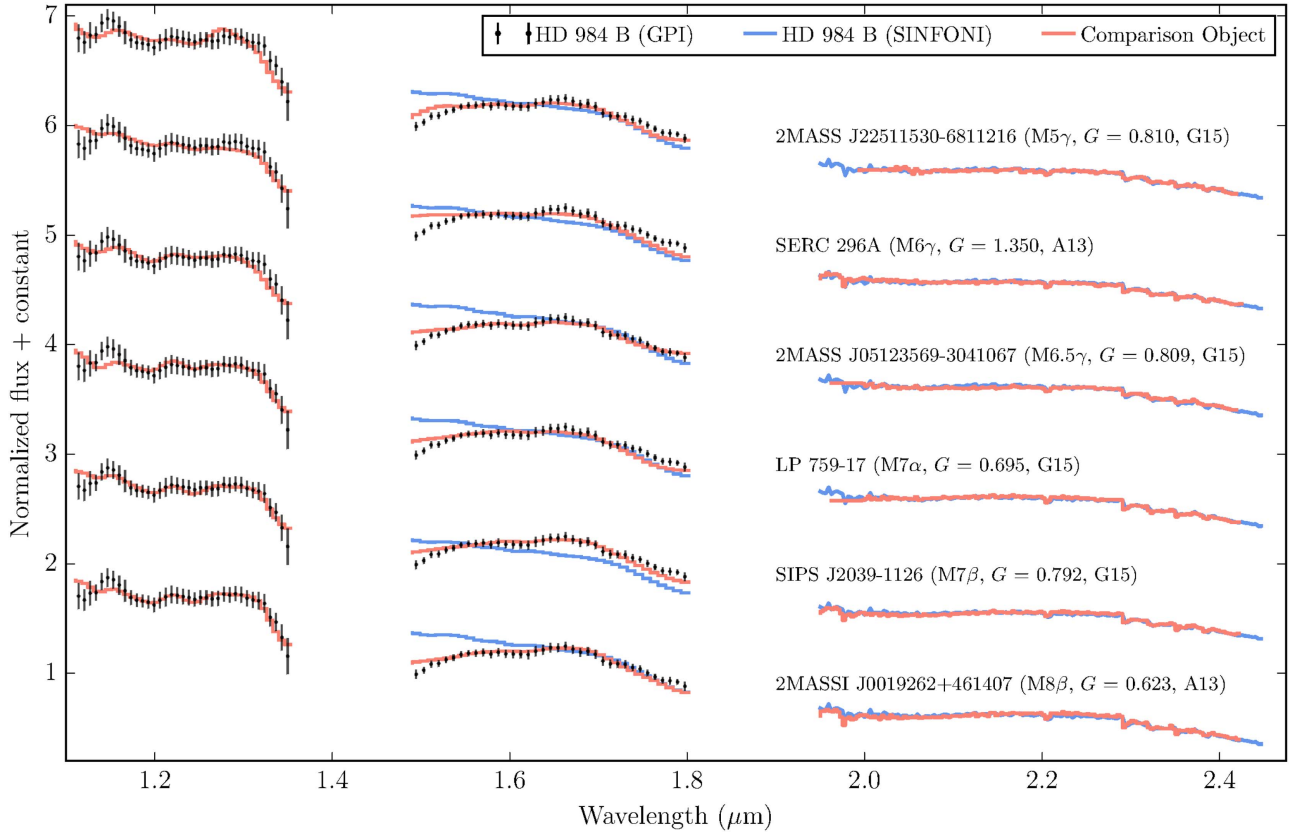 7
6
5
4
3
2
1
Normalized flux + constant
HD 984 B (GPI)
HD 984 B (SINFONI)
Comparison Object
2MASS J22511530-6811216 (M5γ, G = 0.810, G15)
SERC 296A (M6γ, G = 1.350, A13)
2MASS J05123569-3041067 (M6.5γ, G = 0.809, G15)
LP 759-17 (M7α, G = 0.695, G15)
SIPS J2039-1126 (M7β, G = 0.792, G15)
2MASSI J0019262+461407 (M8β, G = 0.623, A13)
1.2 1.4 1.6 1.8 2.0 2.2 2.4
Wavelength (μm)